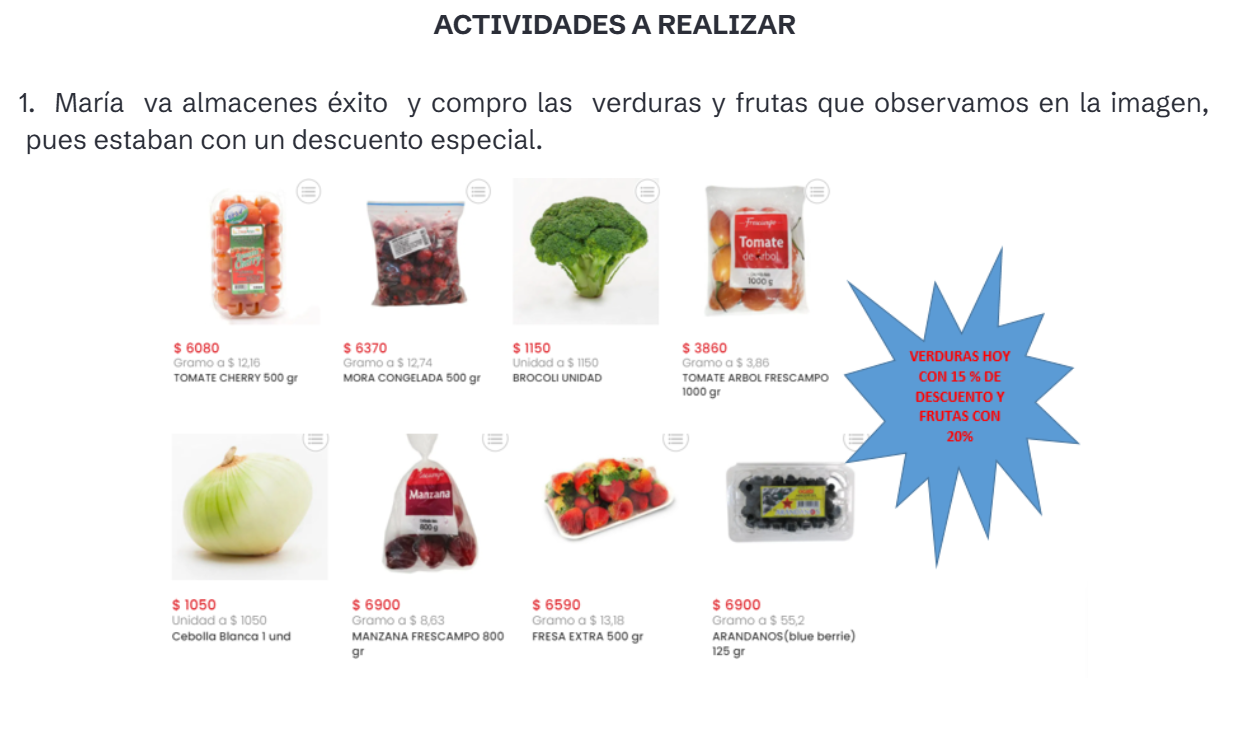 ACTIVIDADES A REALIZAR
1. María va almacenes éxito y compro las verduras y frutas que observamos en la imagen,
pues estaban con un descuento especial.
Tomate
de arbol
1000 g
$ 6080
Gramo a $ 12,16
TOMATE CHERRY 500 gr
$ 6370
Gramo a $ 12,74
MORA CONGELADA 500 gr
$ 1150
Unidad a $ 1150
BROCOLI UNIDAD
$ 3860
Gramo a $ 3,86
TOMATE ARBOL FRESCAMPO
1000 gr
VERDURAS HOY
CON 15 % DE
DESCUENTO Y
FRUTAS CON
20%
Manzana
800 g
$ 1050
Unidad a $ 1050
Cebolla Blanca 1 und
$ 6900
Gramo a $ 8,63
MANZANA FRESCAMPO 800
gr
$ 6590
Gramo a $ 13,18
FRESA EXTRA 500 gr
$ 6900
Gramo a $ 55,2
ARANDANOS(blue berrie)
125 gr